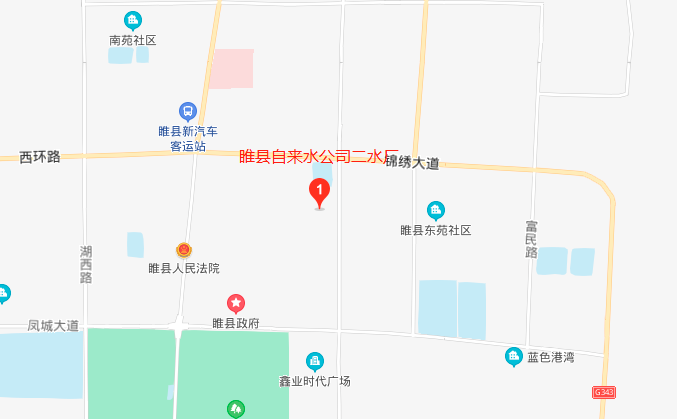 南苑社区
睢县新汽车
客运站
西环路
睢县自来水公司二水厂
锦绣大道
1
睢县东苑社区
富民路
湖西路
睢县人民法院
睢县政府
凤城大道
鑫业时代广场
蓝色港湾
G343